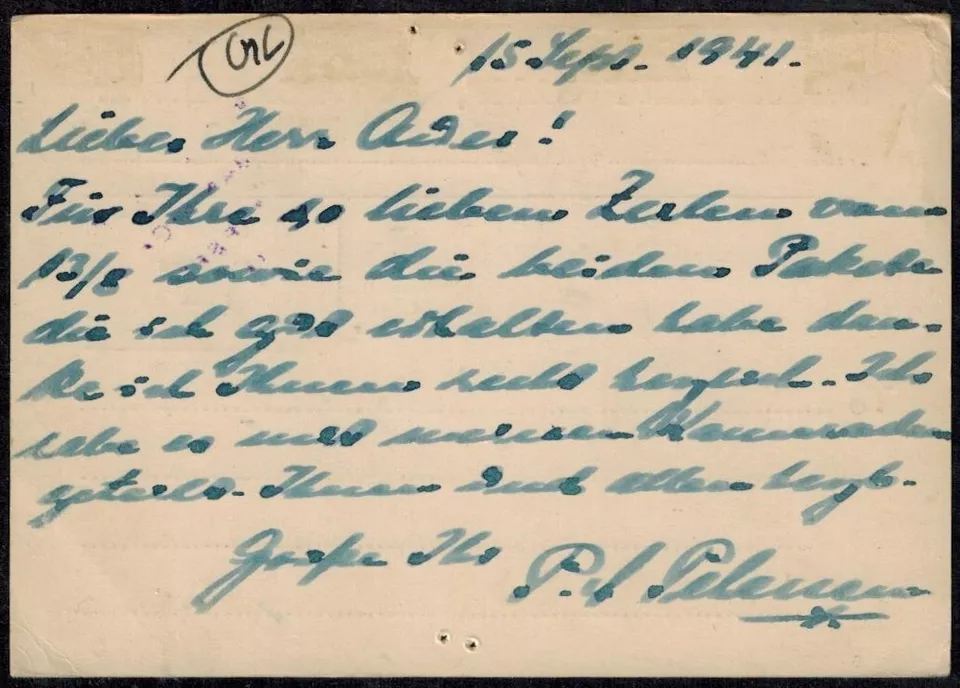 15 Sept. 1941.
Lieber Herr Ader!
Für Ihre so lieben Zeilen vom
13/8 sowie die beiden Pakete
die ich gut erhalten habe dan-
ke ich Ihnen recht herzlich. Ich
habe es mit meinen Kameraden
geteilt. Ihnen und allen herzl.
Grüße Ihr P.